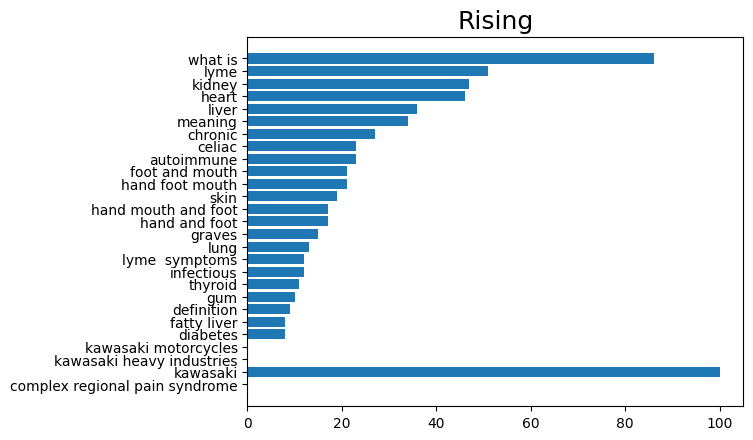 Rising
what is
lyme
kidney
heart
liver
meaning
chronic
celiac
autoimmune
foot and mouth
hand foot mouth
skin
hand mouth and foot
hand and foot
graves
lung
lyme  symptoms
infectious
thyroid
gum
definition
fatty liver
diabetes
kawasaki motorcycles
kawasaki heavy industries
kawasaki
complex regional pain syndrome
0 20 40 60 80 100